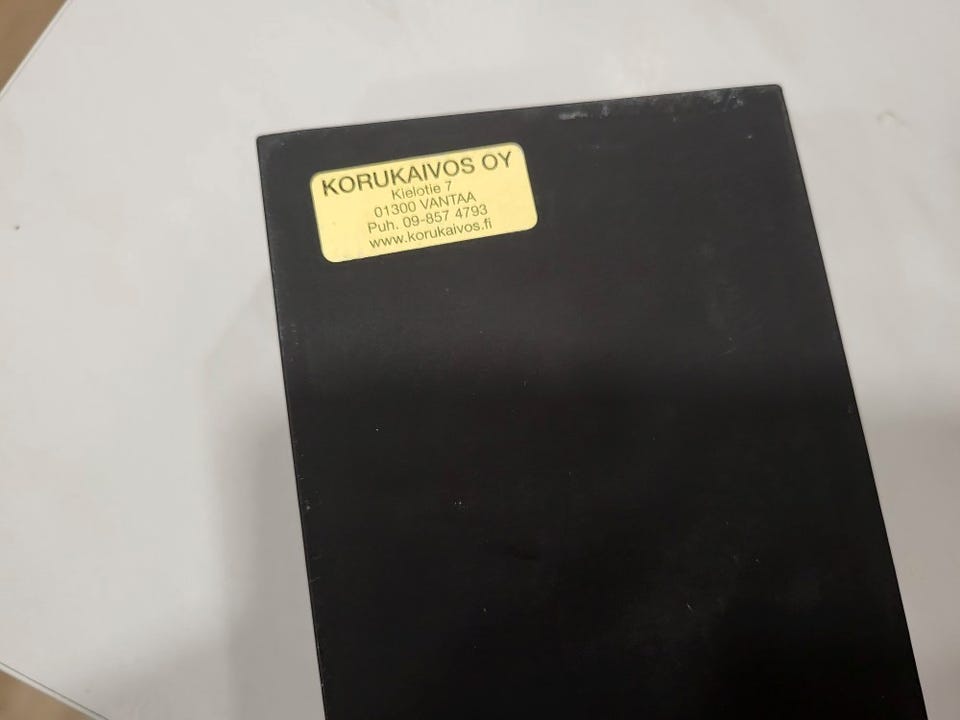 KORUKAIVOS OY
Kielotie 7
01300 VANTAA
Puh. 09-857 4793
www.korukaivos.fi